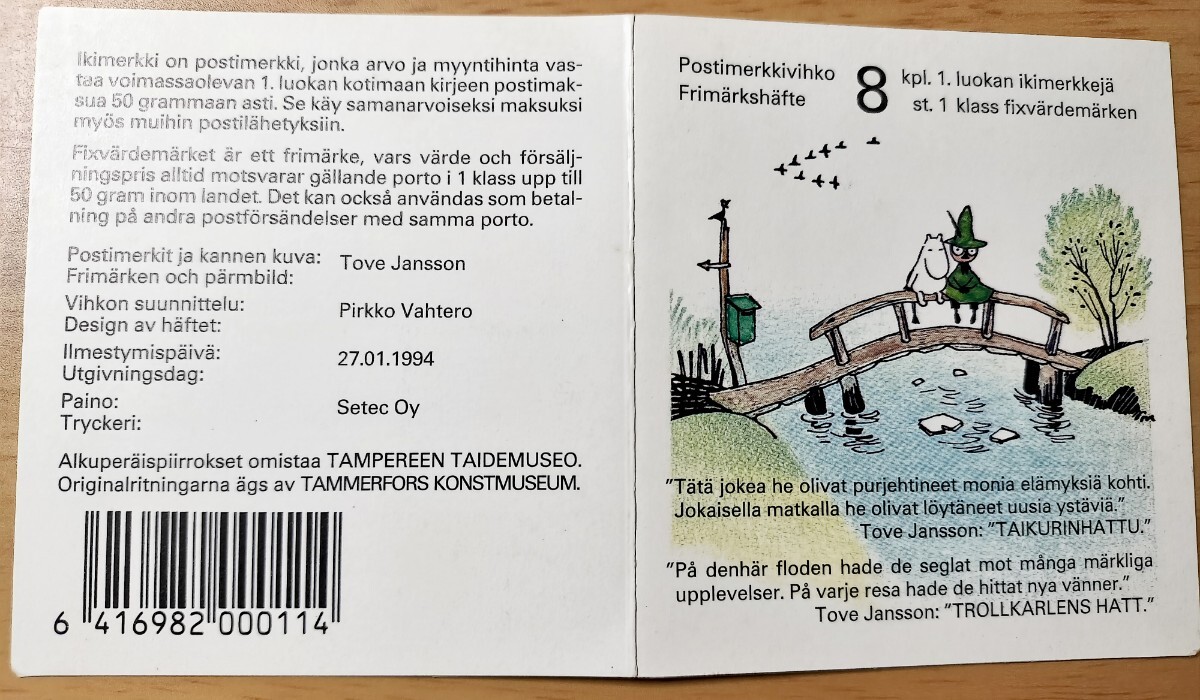 Ikimerkki on postimerkki, jonka arvo ja myyntihinta vas-
taa voimassaolevan 1. luokan kotimaan kirjeen postimak-
sua 50 grammaan asti. Se käy samanarvoiseksi maksuksi
myös muihin postilähetyksiin.
Fixvärdemärket är ett frimärke, vars värde och försälj-
ningspris alltid motsvarar gällande porto i 1 klass upp till
50 gram inom landet. Det kan också användas som betal-
ning på andra postförsändelser med samma porto.
Postimerkit ja kannen kuva:
Frimärken och pärmbild:
Tove Jansson
Vihkon suunnittelu:
Design av häftet:
Pirkko Vahtero
Ilmestymispäivä:
Utgivningsdag:
27.01.1994
Paino:
Tryckeri:
Setec Oy
Alkuperäispiirrokset omistaa TAMPEREEN TAIDEMUSEO.
Originalritningarna ägs av TAMMERFORS KONSTMUSEUM.
6 416982 000114
Postimerkkivihko
Frimärkshäfte
8
kpl. 1. luokan ikimerkkejä
st. 1 klass fixvärdemärken
"Tätä jokea he olivat purjehtineet monia elämyksiä kohti.
Jokaisella matkalla he olivat löytäneet uusia ystäviä."
Tove Jansson: "TAIKURINHATTU."
"På denhär floden hade de seglat mot många märkliga
upplevelser. På varje resa hade de hittat nya vänner."
Tove Jansson: "TROLLKARLENS HATT."